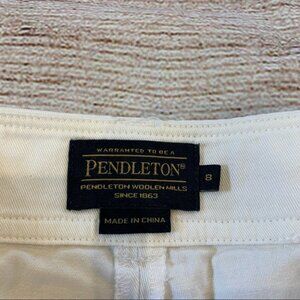 WARRANTED TO BE A
PENDLETON®
PENDLETON WOOLEN MILLS
SINCE 1863
8
MADE IN CHINA